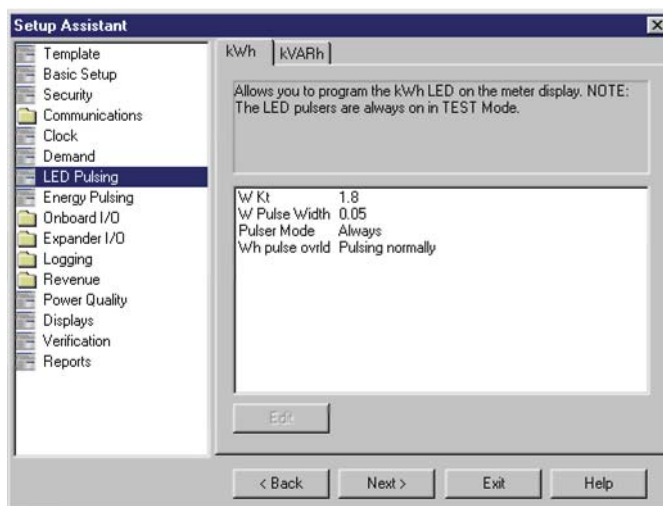 Setup Assistant
Template
Basic Setup
Security
Communications
Clock
Demand
LED Pulsing
Energy Pulsing
Onboard I/O
Expander I/O
Logging
Revenue
Power Quality
Displays
Verification
Reports
kWh kVARh
Allows you to program the kWh LED on the meter display. NOTE:
The LED pulsers are always on in TEST Mode.
W Kt 1.8
W Pulse Width 0.05
Pulser Mode Always
Wh pulse ovrld Pulsing normally
Edit
< Back Next > Exit Help